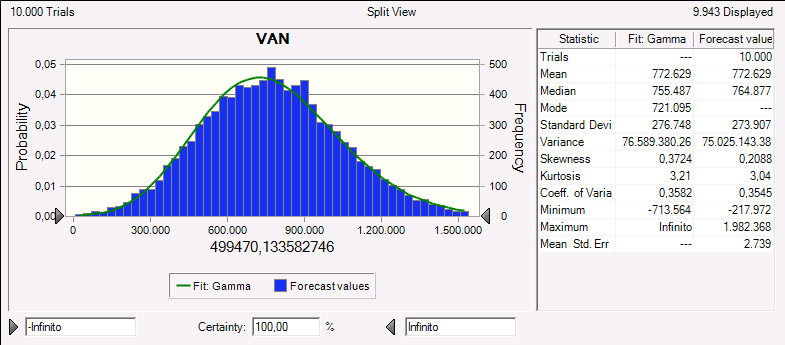 10.000 Trials Split View 9.943 Displayed
VAN
Probability
0,05
0,04
0,03
0,02
0,01
0,00
500
400
300
200
100
0
Frequency
0 300.000 600.000 900.000 1.200.000 1.500.000
499470,133582746
Fit: Gamma Forecast values
Statistic Fit: Gamma Forecast value
Trials --- 10.000
Mean 772.629 772.629
Median 755.487 764.877
Mode 721.095 ---
Standard Devi 276.748 273.907
Variance 76.589.380.26 75.025.143.38
Skewness 0,3724 0,2088
Kurtosis 3,21 3,04
Coeff. of Varia 0,3582 0,3545
Minimum -713.564 -217.972
Maximum Infinito 1.982.368
Mean Std. Err --- 2.739
-Infinito Certainty: 100,00 % Infinito